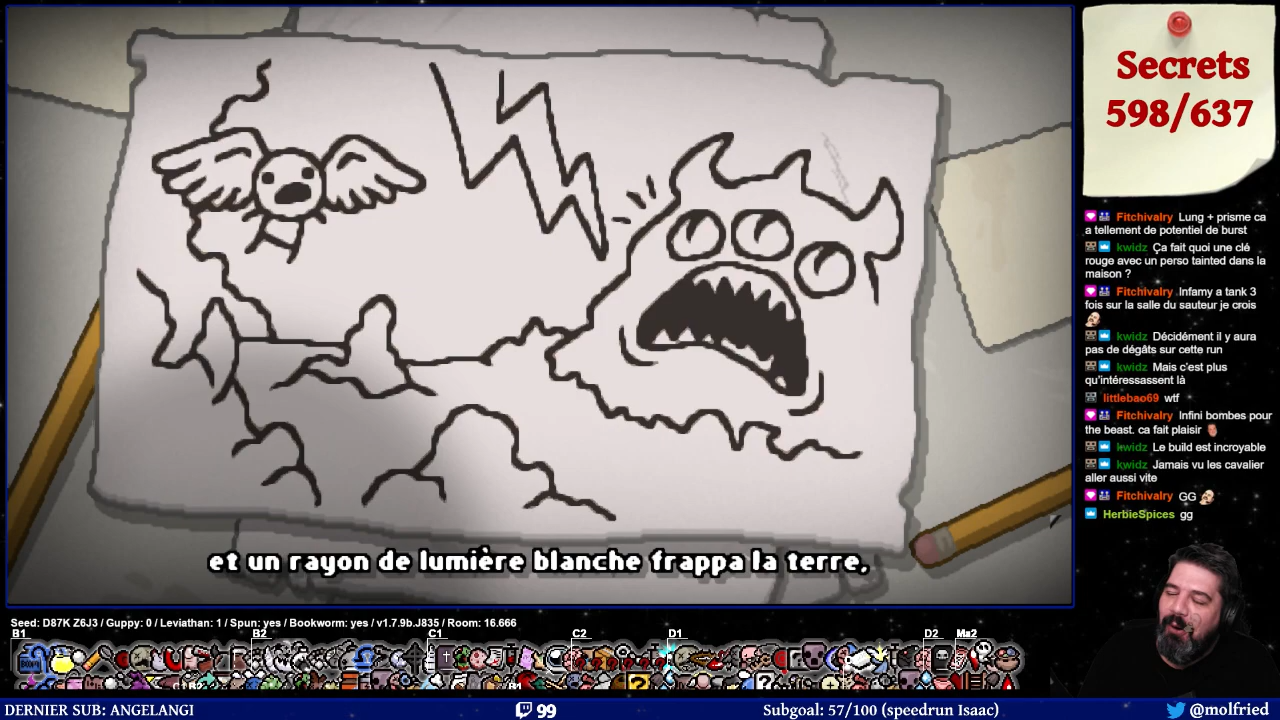 Secrets
598/637
Fitchivalry Lung + prisme ca
a tellement de potentiel de burst
kwidz Ça fait quoi une clé
rouge avec un perso tainted dans la
maison ?
Fitchivalry Infamy a tank 3
fois sur la salle du sauteur je crois
kwidz Décidément il y aura
pas de dégâts sur cette run
kwidz Mais c'est plus
qu'intéressassent là
littlebao69 wtf
Fitchivalry Infini bombes pour
the beast. ca fait plaisir
kwidz Le build est incroyable
kwidz Jamais vu les cavalier
aller aussi vite
Fitchivalry GG
HerbieSpices gg
et un rayon de lumière blanche frappa la terre,
Seed: D87K Z6J3 / Guppy: 0 / Leviathan: 1 / Spun: yes / Bookworm: yes / v1.7.9b.J835 / Room: 16.666
B1 B2 C1 C2 D1 D2 Ma2
DERNIER SUB: ANGELANGI 99 Subgoal: 57/100 (speedrun Isaac) @molfried